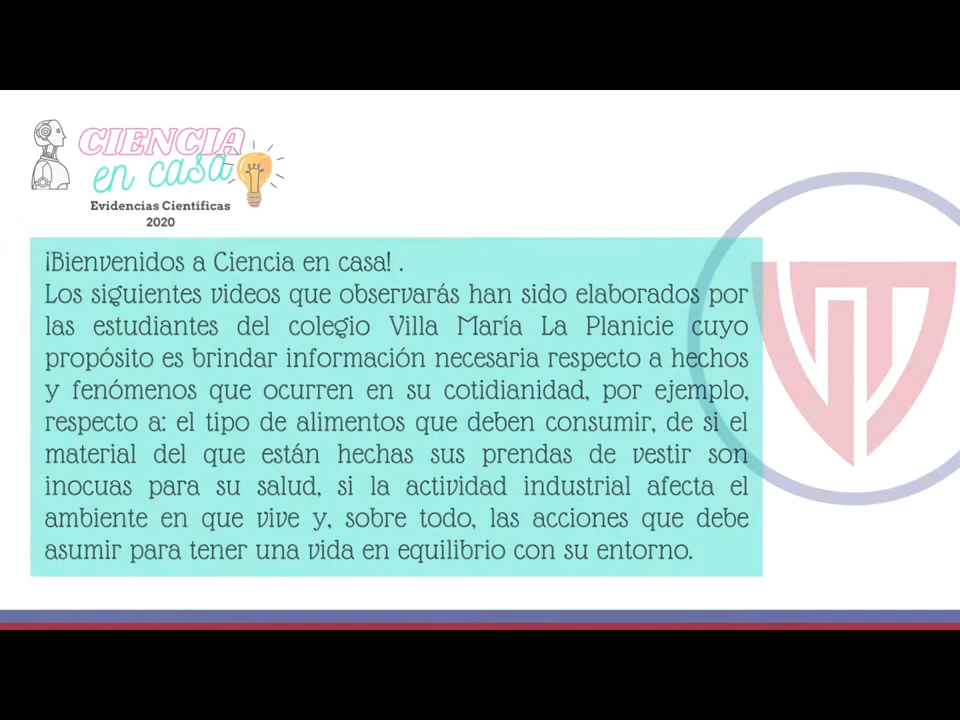 CIENCIA
en casa
Evidencias Científicas
2020
¡Bienvenidos a Ciencia en casa! .
Los siguientes videos que observarás han sido elaborados por
las estudiantes del colegio Villa María La Planicie cuyo
propósito es brindar información necesaria respecto a hechos
y fenómenos que ocurren en su cotidianidad, por ejemplo,
respecto a: el tipo de alimentos que deben consumir, de si el
material del que están hechas sus prendas de vestir son
inocuas para su salud, si la actividad industrial afecta el
ambiente en que vive y, sobre todo, las acciones que debe
asumir para tener una vida en equilibrio con su entorno.